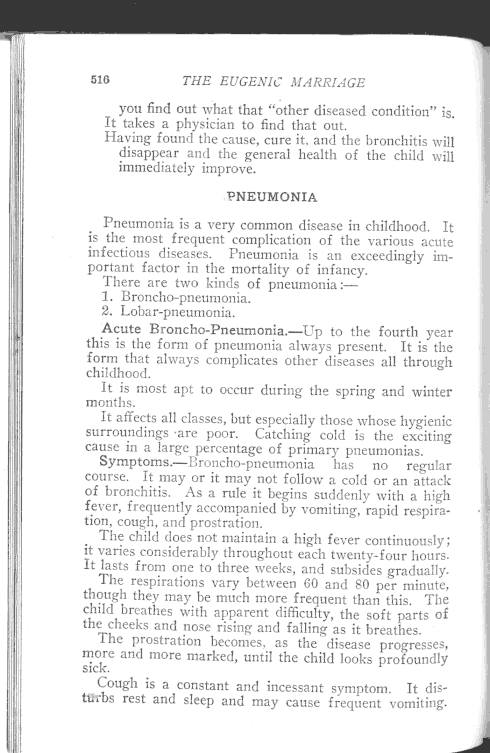 516 THE EUGENIC MARRIAGE
you find out what that “other diseased condition” is.
It takes a physician to find that out.
Having found the cause, cure it, and the bronchitis will
disappear and the general health of the child will
immediately improve.
PNEUMONIA
Pneumonia is a very common disease in childhood. It
is the most frequent complication of the various acute
infectious diseases. Pneumonia is an exceedingly im-
portant factor in the mortality of infancy.
There are two kinds of pneumonia:—
1. Broncho-pneumonia.
2. Lobar-pneumonia.
Acute Broncho-Pneumonia.—Up to the fourth year
this is the form of pneumonia always present. It is the
form that always complicates other diseases all through
childhood.
It is most apt to occur during the spring and winter
months.
It affects all classes, but especially those whose hygienic
surroundings are poor. Catching cold is the exciting
cause in a large percentage of primary pneumonias.
Symptoms.—Broncho-pneumonia has no regular
course. It may or it may not follow a cold or an attack
of bronchitis. As a rule it begins suddenly with a high
fever, frequently accompanied by vomiting, rapid respira-
tion, cough, and prostration.
The child does not maintain a high fever continuously;
it varies considerably throughout each twenty-four hours.
It lasts from one to three weeks, and subsides gradually.
The respirations vary between 60 and 80 per minute,
though they may be much more frequent than this. The
child breathes with apparent difficulty, the soft parts of
the cheeks and nose rising and falling as it breathes.
The prostration becomes, as the disease progresses,
more and more marked, until the child looks profoundly
sick.
Cough is a constant and incessant symptom. It dis-
turbs rest and sleep and may cause frequent vomiting.